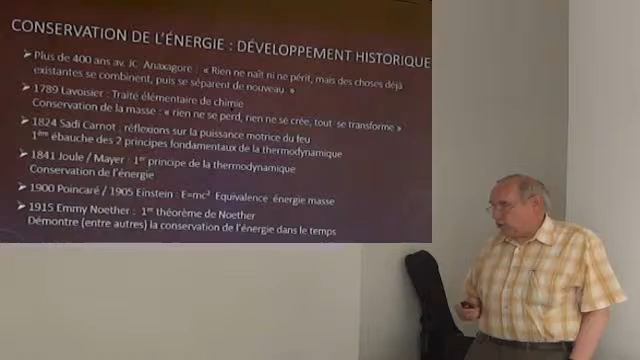 CONSERVATION DE L'ÉNERGIE : DÉVELOPPEMENT HISTORIQUE
➤ Plus de 400 ans av. JC Anaxagore : « Rien ne naît ni ne périt, mais des choses déjà
existantes se combinent, puis se séparent de nouveau. »
➤ 1789 Lavoisier : Traité élémentaire de chimie
Conservation de la masse : « rien ne se perd, rien ne se crée, tout se transforme »
➤ 1824 Sadi Carnot : réflexions sur la puissance motrice du feu
1ère ébauche des 2 principes fondamentaux de la thermodynamique
➤ 1841 Joule / Mayer : 1er principe de la thermodynamique
Conservation de l'énergie
➤ 1900 Poincaré / 1905 Einstein : E=mc² Equivalence énergie masse
➤ 1915 Emmy Noether : 1er théorème de Noether
Démontre (entre autres) la conservation de l'énergie dans le temps